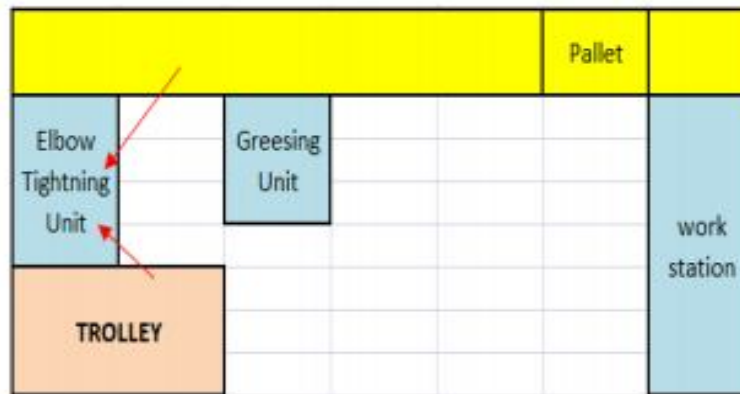 Pallet
Elbow
Tightning
Unit
Greesing
Unit
work
station
TROLLEY